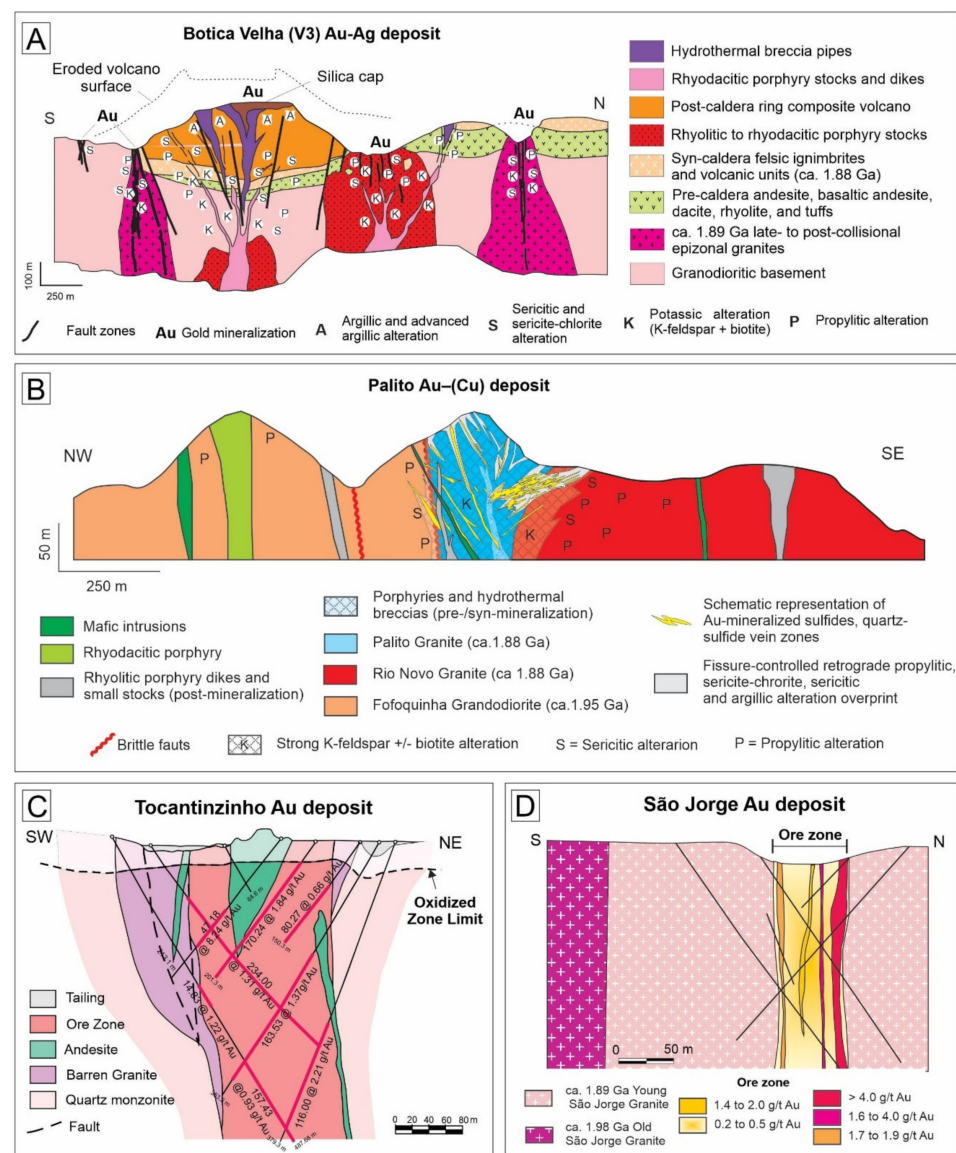 A
Botica Velha (V3) Au-Ag deposit
Eroded volcano
surface
Silica cap
Au
Au
Au
Au
S
N
Hydrothermal breccia pipes
Rhyodacitic porphyry stocks and dikes
Post-caldera ring composite volcano
Rhyolitic to rhyodacitic porphyry stocks
Syn-caldera felsic ignimbrites
and volcanic units (ca. 1.88 Ga)
Pre-caldera andesite, basaltic andesite,
dacite, rhyolite, and tuffs
ca. 1.89 Ga late- to post-collisional
epizonal granites
Granodioritic basement
100 m
250 m
Fault zones
Au Gold mineralization
A Argillic and advanced
argillic alteration
S Sericitic and
sericite-chlorite
alteration
K Potassic alteration
(K-feldspar + biotite)
P Propylitic alteration
B
Palito Au–(Cu) deposit
NW
SE
P
P
P
S
P
K
K
S
S
P
P
P
P
P
50 m
250 m
Mafic intrusions
Rhyodacitic porphyry
Rhyolitic porphyry dikes and
small stocks (post-mineralization)
Porphyries and hydrothermal
breccias (pre-/syn-mineralization)
Palito Granite (ca.1.88 Ga)
Rio Novo Granite (ca 1.88 Ga)
Fofoquinha Grandodiorite (ca.1.95 Ga)
Schematic representation of
Au-mineralized sulfides, quartz-
sulfide vein zones
Fissure-controlled retrograde propylitic,
sericite-chrorite, sericitic
and argillic alteration overprint
Brittle fauts
K Strong K-feldspar +/- biotite alteration
S = Sericitic alterarion
P = Propylitic alteration
C
Tocantinzinho Au deposit
SW
NE
Oxidized
Zone Limit
47.18
@ 8.24 g/t Au
170.24 @ 1.84 g/t Au
80.27 @ 0.66 g/t Au
234.00
@ 1.31 g/t Au
14.83 @ 1.22 g/t Au
163.53 @ 1.37g/t Au
157.43
@0.93 g/t Au
116.00 @ 2.21 g/t Au
Tailing
Ore Zone
Andesite
Barren Granite
Quartz monzonite
Fault
0 20 40 60 80m
D
São Jorge Au deposit
S
N
Ore zone
0 50 m
ca. 1.89 Ga Young
São Jorge Granite
ca. 1.98 Ga Old
São Jorge Granite
Ore zone
1.4 to 2.0 g/t Au
0.2 to 0.5 g/t Au
> 4.0 g/t Au
1.6 to 4.0 g/t Au
1.7 to 1.9 g/t Au